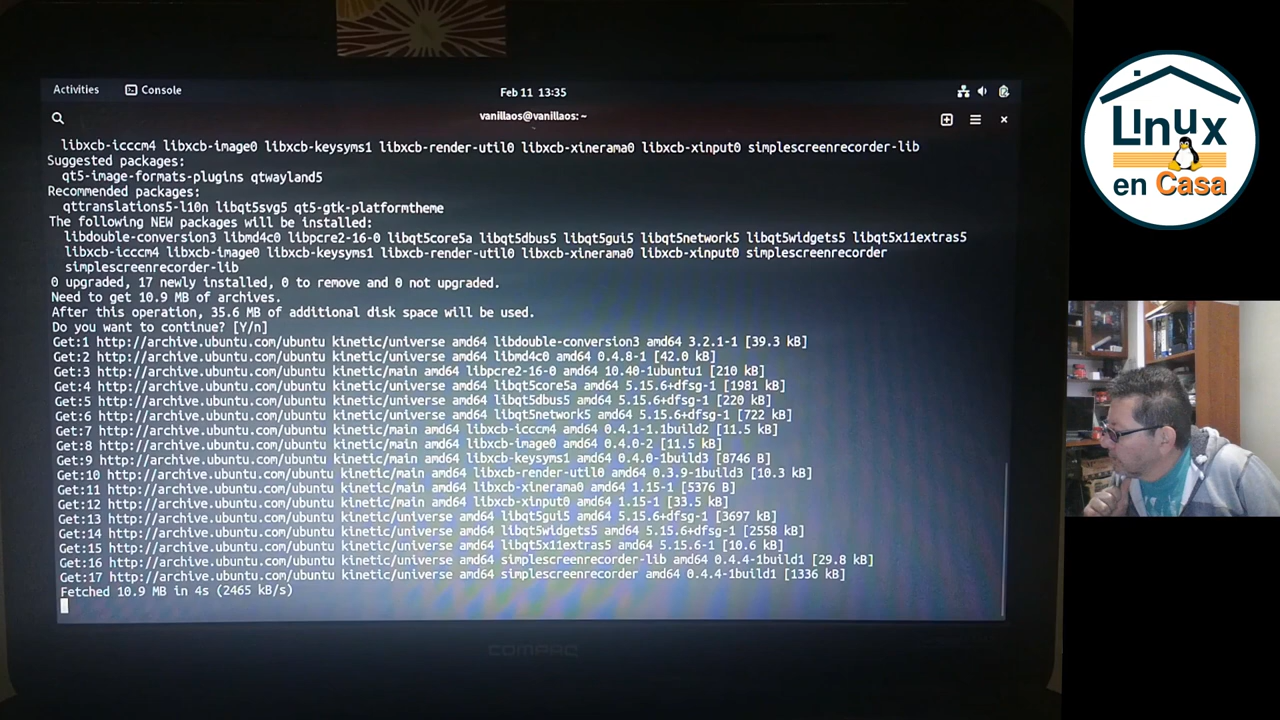 Activities
Console
Feb 11 13:35
vanillaos@vanillaos: ~
libxcb-icccm4 libxcb-image0 libxcb-keysyms1 libxcb-render-util0 libxcb-xinerama0 libxcb-xinput0 simplescreenrecorder-lib
Suggested packages:
qt5-image-formats-plugins qtwayland5
Recommended packages:
qttranslations5-l10n libqt5svg5 qt5-gtk-platformtheme
The following NEW packages will be installed:
libdouble-conversion3 libmd4c0 libpcre2-16-0 libqt5core5a libqt5dbus5 libqt5gui5 libqt5network5 libqt5widgets5 libqt5x11extras5
libxcb-icccm4 libxcb-image0 libxcb-keysyms1 libxcb-render-util0 libxcb-xinerama0 libxcb-xinput0 simplescreenrecorder
simplescreenrecorder-lib
0 upgraded, 17 newly installed, 0 to remove and 0 not upgraded.
Need to get 10.9 MB of archives.
After this operation, 35.6 MB of additional disk space will be used.
Do you want to continue? [Y/n]
Get:1 http://archive.ubuntu.com/ubuntu kinetic/universe amd64 libdouble-conversion3 amd64 3.2.1-1 [39.3 kB]
Get:2 http://archive.ubuntu.com/ubuntu kinetic/universe amd64 libmd4c0 amd64 0.4.8-1 [42.0 kB]
Get:3 http://archive.ubuntu.com/ubuntu kinetic/main amd64 libpcre2-16-0 amd64 10.40-1ubuntu1 [210 kB]
Get:4 http://archive.ubuntu.com/ubuntu kinetic/universe amd64 libqt5core5a amd64 5.15.6+dfsg-1 [1981 kB]
Get:5 http://archive.ubuntu.com/ubuntu kinetic/universe amd64 libqt5dbus5 amd64 5.15.6+dfsg-1 [220 kB]
Get:6 http://archive.ubuntu.com/ubuntu kinetic/universe amd64 libqt5network5 amd64 5.15.6+dfsg-1 [722 kB]
Get:7 http://archive.ubuntu.com/ubuntu kinetic/main amd64 libxcb-icccm4 amd64 0.4.1-1.1build2 [11.5 kB]
Get:8 http://archive.ubuntu.com/ubuntu kinetic/main amd64 libxcb-image0 amd64 0.4.0-2 [11.5 kB]
Get:9 http://archive.ubuntu.com/ubuntu kinetic/main amd64 libxcb-keysyms1 amd64 0.4.0-1build3 [8746 B]
Get:10 http://archive.ubuntu.com/ubuntu kinetic/main amd64 libxcb-render-util0 amd64 0.3.9-1build3 [10.3 kB]
Get:11 http://archive.ubuntu.com/ubuntu kinetic/main amd64 libxcb-xinerama0 amd64 1.15-1 [5376 B]
Get:12 http://archive.ubuntu.com/ubuntu kinetic/main amd64 libxcb-xinput0 amd64 1.15-1 [33.5 kB]
Get:13 http://archive.ubuntu.com/ubuntu kinetic/universe amd64 libqt5gui5 amd64 5.15.6+dfsg-1 [3697 kB]
Get:14 http://archive.ubuntu.com/ubuntu kinetic/universe amd64 libqt5widgets5 amd64 5.15.6+dfsg-1 [2558 kB]
Get:15 http://archive.ubuntu.com/ubuntu kinetic/universe amd64 libqt5x11extras5 amd64 5.15.6-1 [10.6 kB]
Get:16 http://archive.ubuntu.com/ubuntu kinetic/universe amd64 simplescreenrecorder-lib amd64 0.4.4-1build1 [29.8 kB]
Get:17 http://archive.ubuntu.com/ubuntu kinetic/universe amd64 simplescreenrecorder amd64 0.4.4-1build1 [1336 kB]
Fetched 10.9 MB in 4s (2465 kB/s)
COMPAQ
Linux
en Casa